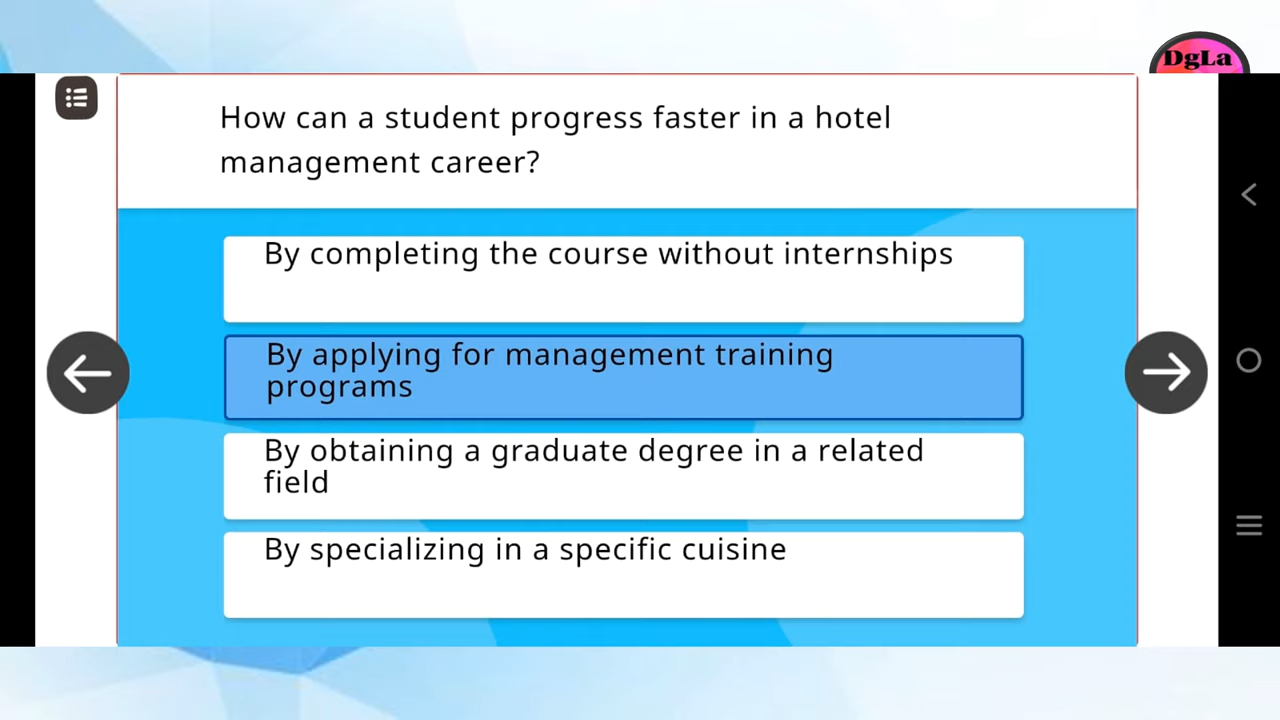 DgLa
How can a student progress faster in a hotel
management career?
By completing the course without internships
By applying for management training
programs
By obtaining a graduate degree in a related
field
By specializing in a specific cuisine